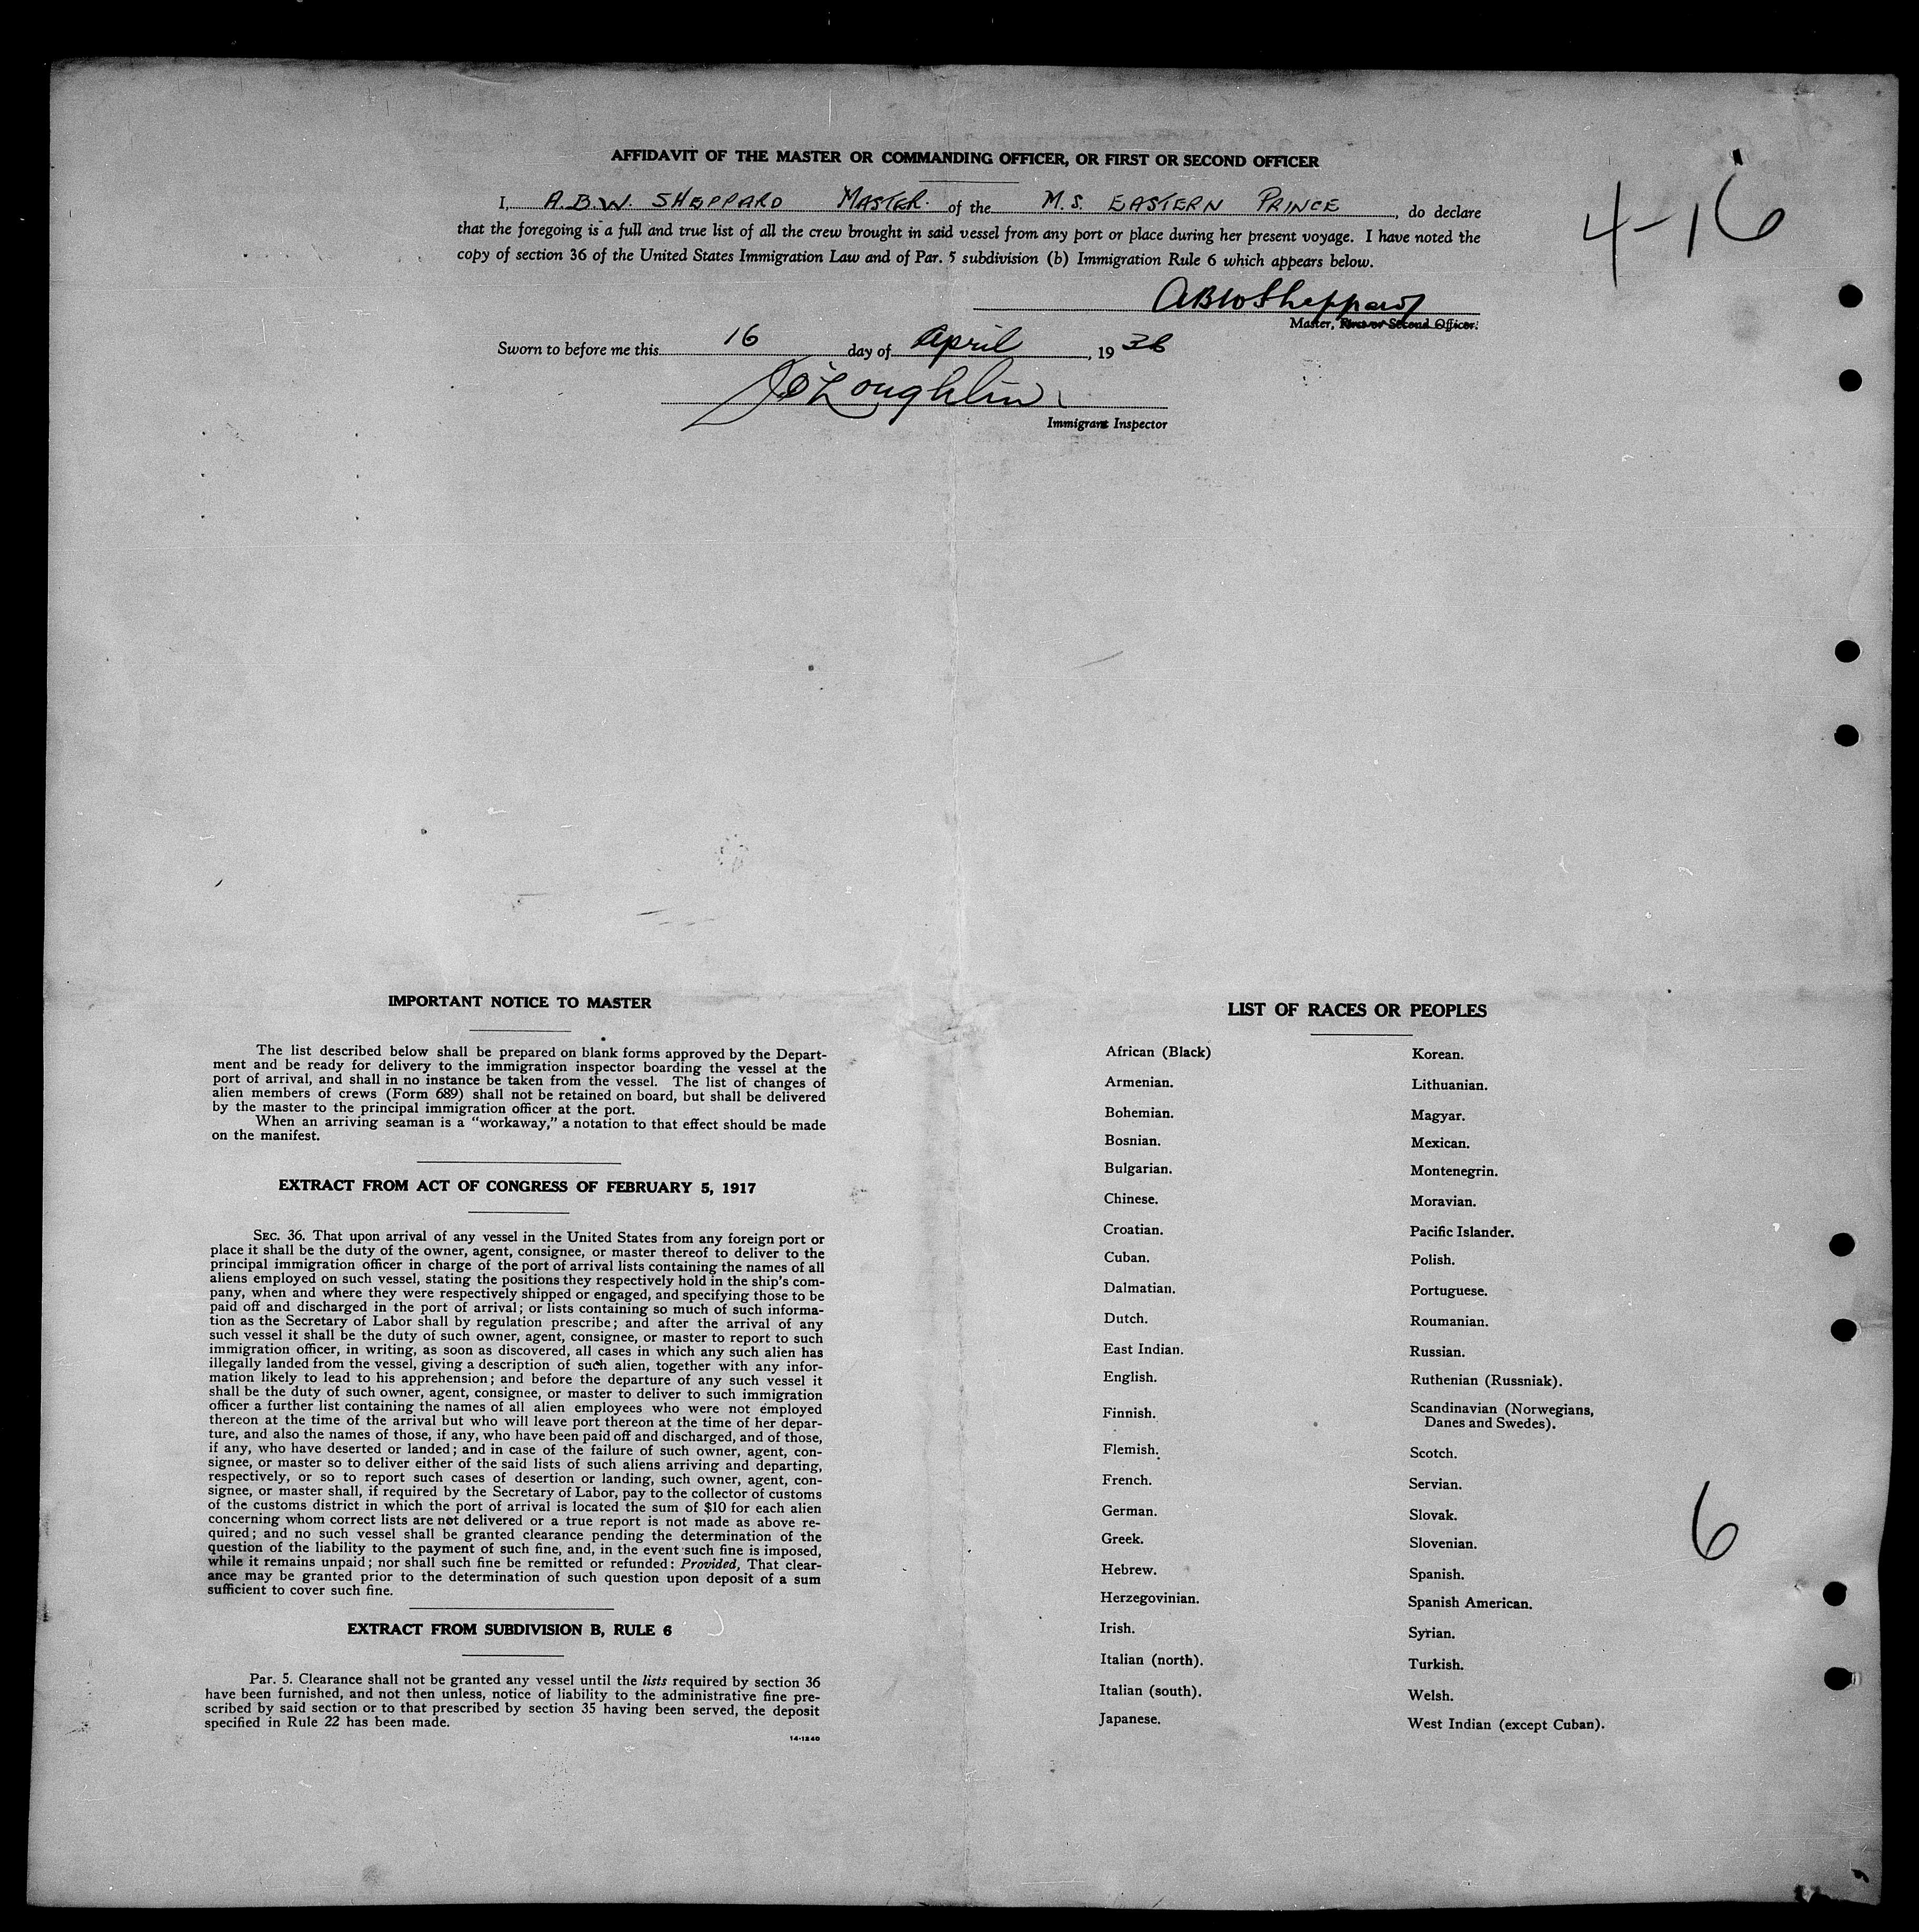 AFFIDAVIT OF THE MASTER OR COMMANDING OFFICER, OR FIRST OR SECOND OFFICER
4-16
I, A.B.W. SHEPPARD MASTER. of the M.S. EASTERN PRINCE, do declare
that the foregoing is a full and true list of all the crew brought in said vessel from any port or place during her present voyage. I have noted the
copy of section 36 of the United States Immigration Law and of Par. 5 subdivision (b) Immigration Rule 6 which appears below.
ABW Sheppard
Master, First or Second Officer.
Sworn to before me this 16 day of April, 19 36
J O'Loughlin
Immigrant Inspector
IMPORTANT NOTICE TO MASTER
The list described below shall be prepared on blank forms approved by the Depart-
ment and be ready for delivery to the immigration inspector boarding the vessel at the
port of arrival, and shall in no instance be taken from the vessel. The list of changes of
alien members of crews (Form 689) shall not be retained on board, but shall be delivered
by the master to the principal immigration officer at the port.
When an arriving seaman is a "workaway," a notation to that effect should be made
on the manifest.
EXTRACT FROM ACT OF CONGRESS OF FEBRUARY 5, 1917
SEC. 36. That upon arrival of any vessel in the United States from any foreign port or
place it shall be the duty of the owner, agent, consignee, or master thereof to deliver to the
principal immigration officer in charge of the port of arrival lists containing the names of all
aliens employed on such vessel, stating the positions they respectively hold in the ship's com-
pany, when and where they were respectively shipped or engaged, and specifying those to be
paid off and discharged in the port of arrival; or lists containing so much of such informa-
tion as the Secretary of Labor shall by regulation prescribe; and after the arrival of any
such vessel it shall be the duty of such owner, agent, consignee, or master to report to such
immigration officer, in writing, as soon as discovered, all cases in which any such alien has
illegally landed from the vessel, giving a description of such alien, together with any infor-
mation likely to lead to his apprehension; and before the departure of any such vessel it
shall be the duty of such owner, agent, consignee, or master to deliver to such immigration
officer a further list containing the names of all alien employees who were not employed
thereon at the time of the arrival but who will leave port thereon at the time of her depar-
ture, and also the names of those, if any, who have been paid off and discharged, and of those,
if any, who have deserted or landed; and in case of the failure of such owner, agent, con-
signee, or master so to deliver either of the said lists of such aliens arriving and departing,
respectively, or so to report such cases of desertion or landing, such owner, agent, con-
signee, or master shall, if required by the Secretary of Labor, pay to the collector of customs
of the customs district in which the port of arrival is located the sum of $10 for each alien
concerning whom correct lists are not delivered or a true report is not made as above re-
quired; and no such vessel shall be granted clearance pending the determination of the
question of the liability to the payment of such fine, and, in the event such fine is imposed,
while it remains unpaid; nor shall such fine be remitted or refunded: Provided, That clear-
ance may be granted prior to the determination of such question upon deposit of a sum
sufficient to cover such fine.
EXTRACT FROM SUBDIVISION B, RULE 6
Par. 5. Clearance shall not be granted any vessel until the lists required by section 36
have been furnished, and not then unless, notice of liability to the administrative fine pre-
scribed by said section or to that prescribed by section 35 having been served, the deposit
specified in Rule 22 has been made.
14-1240
LIST OF RACES OR PEOPLES
African (Black)
Armenian.
Bohemian.
Bosnian.
Bulgarian.
Chinese.
Croatian.
Cuban.
Dalmatian.
Dutch.
East Indian.
English.
Finnish.
Flemish.
French.
German.
Greek.
Hebrew.
Herzegovinian.
Irish.
Italian (north).
Italian (south).
Japanese.
Korean.
Lithuanian.
Magyar.
Mexican.
Montenegrin.
Moravian.
Pacific Islander.
Polish.
Portuguese.
Roumanian.
Russian.
Ruthenian (Russniak).
Scandinavian (Norwegians,
Danes and Swedes).
Scotch.
Servian.
Slovak.
Slovenian.
Spanish.
Spanish American.
Syrian.
Turkish.
Welsh.
West Indian (except Cuban).
6